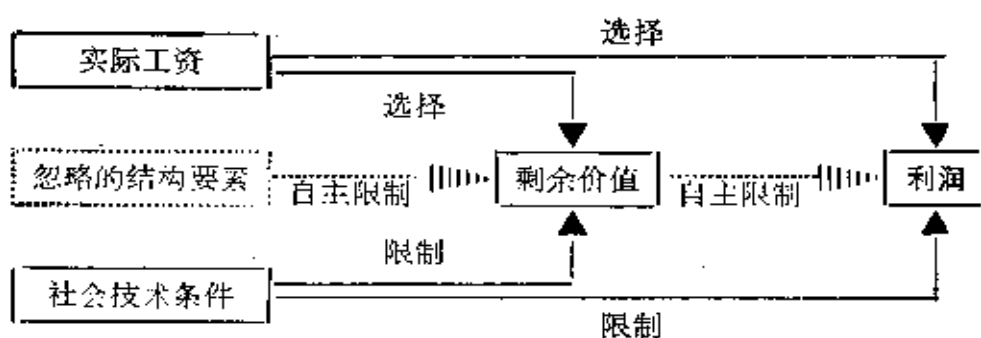 选择
实际工资
选择
忽略的结构要素
自主限制
剩余价值
自主限制
利润
限制
社会技术条件
限制